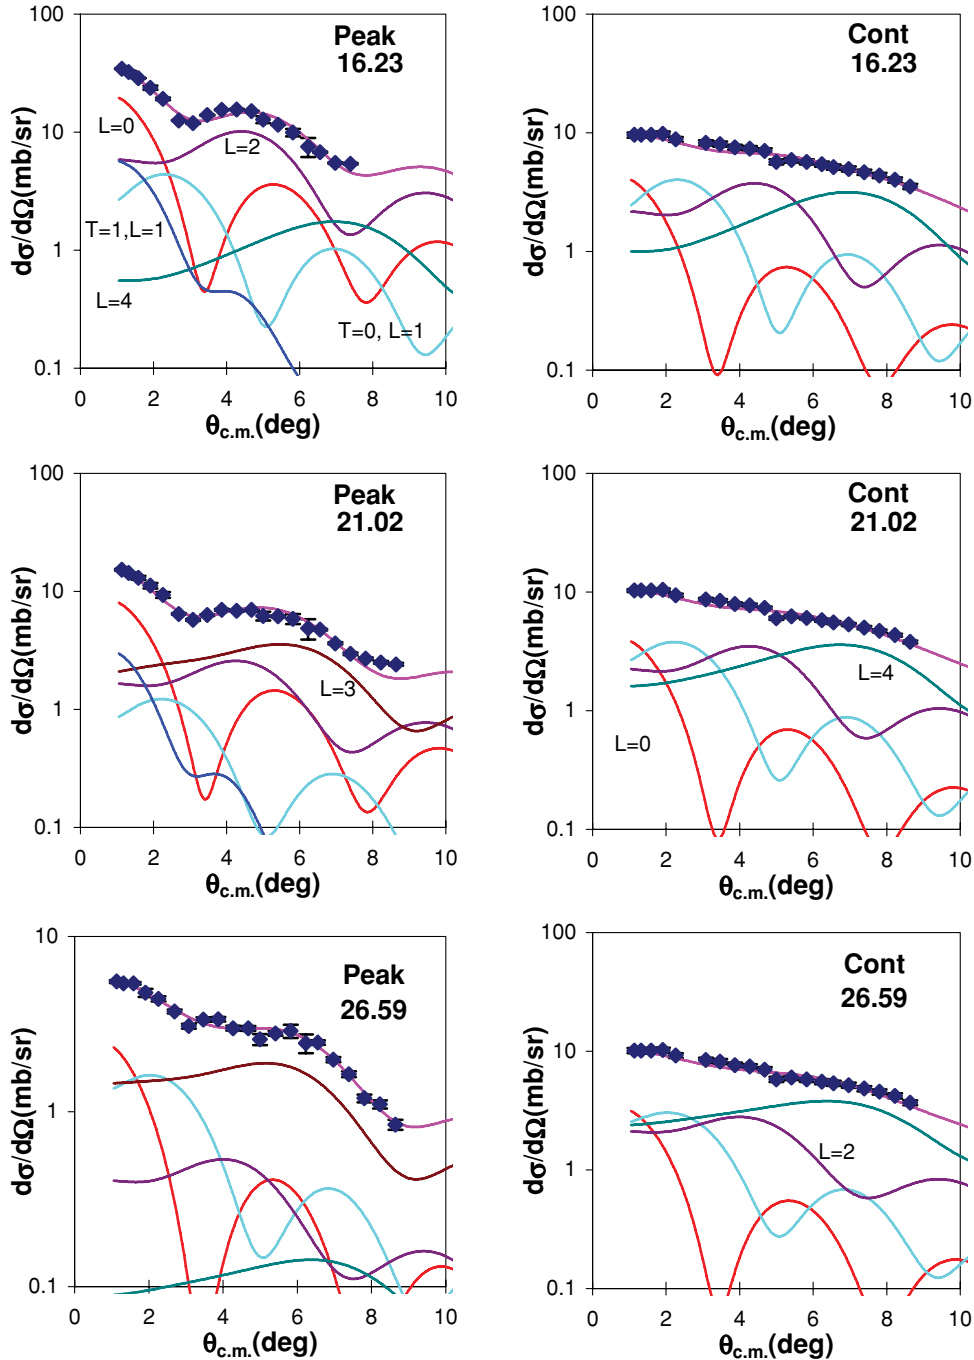 100
10
1
0.1
dσ/dΩ(mb/sr)
Peak
16.23
L=0
L=2
T=1,L=1
L=4
T=0, L=1
0 2 4 6 8 10
θc.m.(deg)
100
10
1
0.1
dσ/dΩ(mb/sr)
Cont
16.23
0 2 4 6 8 10
θc.m.(deg)
100
10
1
0.1
dσ/dΩ(mb/sr)
Peak
21.02
L=3
0 2 4 6 8 10
θc.m.(deg)
100
10
1
0.1
dσ/dΩ(mb/sr)
Cont
21.02
L=4
L=0
0 2 4 6 8 10
θc.m.(deg)
10
1
0.1
dσ/dΩ(mb/sr)
Peak
26.59
0 2 4 6 8 10
θc.m.(deg)
100
10
1
0.1
dσ/dΩ(mb/sr)
Cont
26.59
L=2
0 2 4 6 8 10
θc.m.(deg)